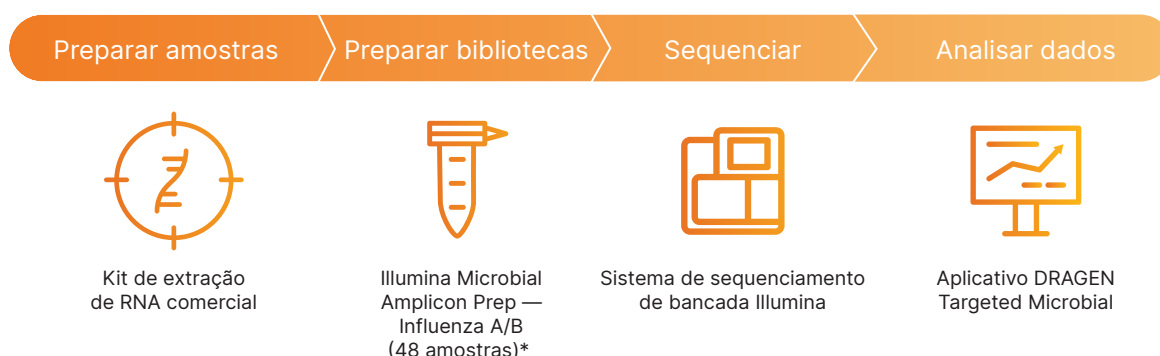 Preparar amostras
Preparar bibliotecas
Sequenciar
Analisar dados
Kit de extração
de RNA comercial
Illumina Microbial
Amplicon Prep —
Influenza A/B
(48 amostras)*
Sistema de sequenciamento
de bancada Illumina
Aplicativo DRAGEN
Targeted Microbial